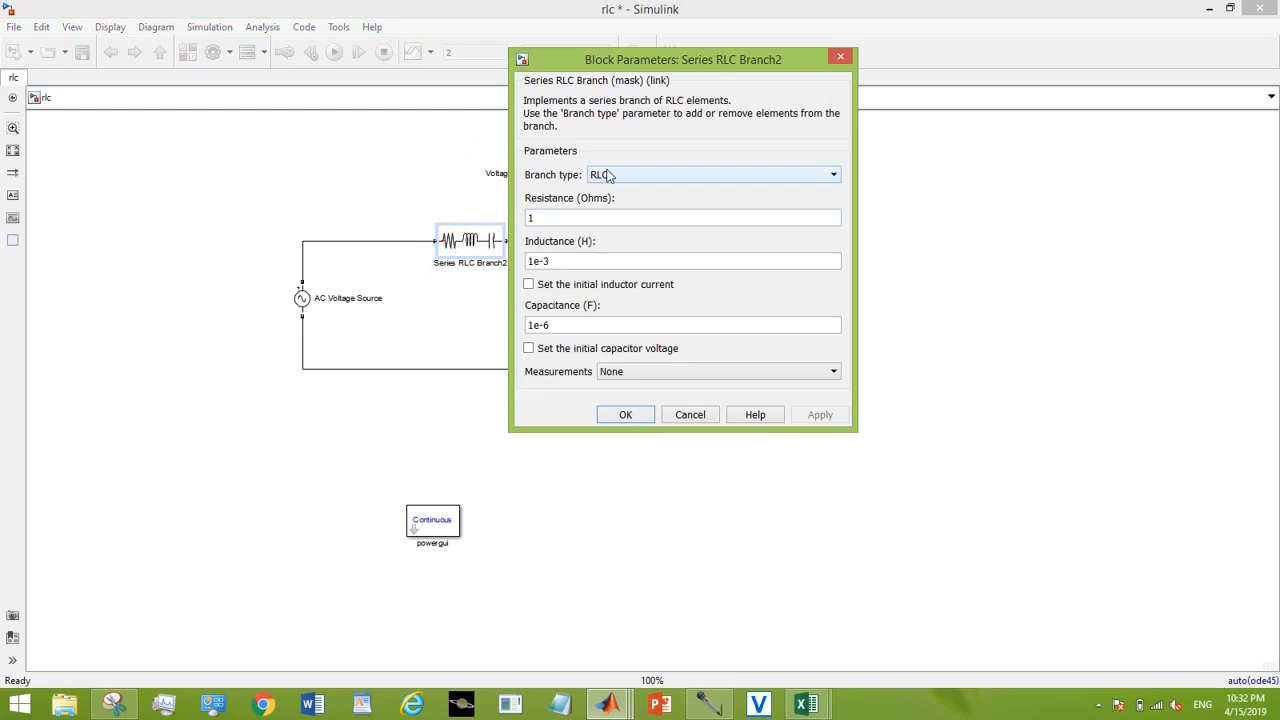 rlc * - Simulink
File Edit View Display Diagram Simulation Analysis Code Tools Help
2
rlc
rlc
Block Parameters: Series RLC Branch2
Series RLC Branch (mask) (link)
Implements a series branch of RLC elements.
Use the 'Branch type' parameter to add or remove elements from the
branch.
Parameters
Branch type: RLC
Resistance (Ohms):
1
Inductance (H):
1e-3
Set the initial inductor current
Capacitance (F):
1e-6
Set the initial capacitor voltage
Measurements None
OK Cancel Help Apply
Voltag
Series RLC Branch2
AC Voltage Source
Continuous
powergui
Ready 100% auto(ode45)
ENG
10:32 PM
4/15/2019